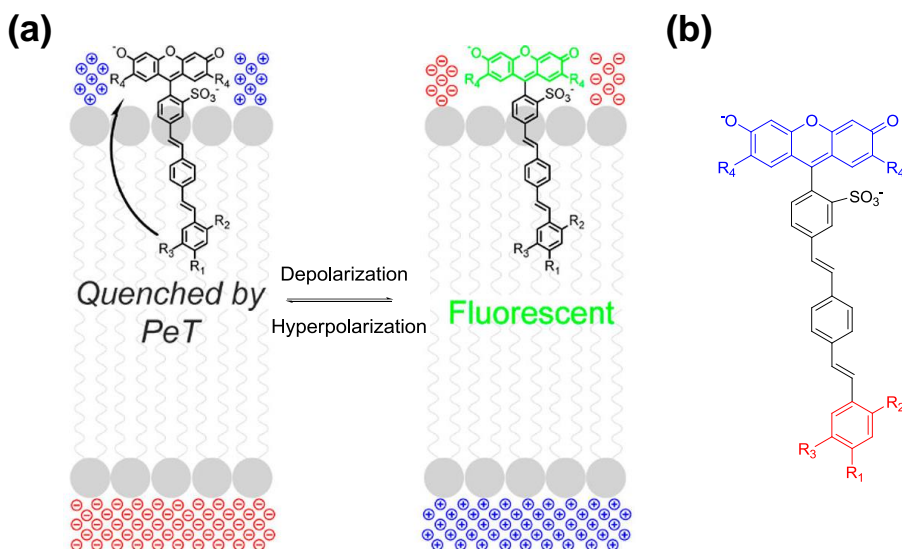 (a)
(b)
⁻O
O
O
R₄
R₄
SO₃⁻
R₂
R₃
R₁
Quenched by
PeT
Depolarization
Hyperpolarization
⁻O
O
O
R₄
R₄
SO₃⁻
R₂
R₃
R₁
Fluorescent
⁻O
O
O
R₄
R₄
SO₃⁻
R₂
R₃
R₁